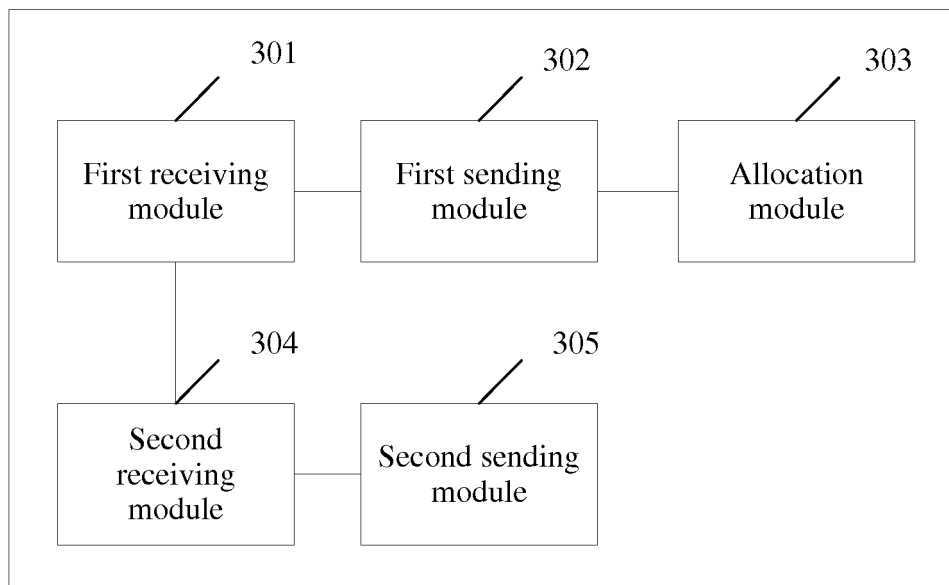 301
302
303
First receiving
module
First sending
module
Allocation
module
304
305
Second
receiving
module
Second sending
module